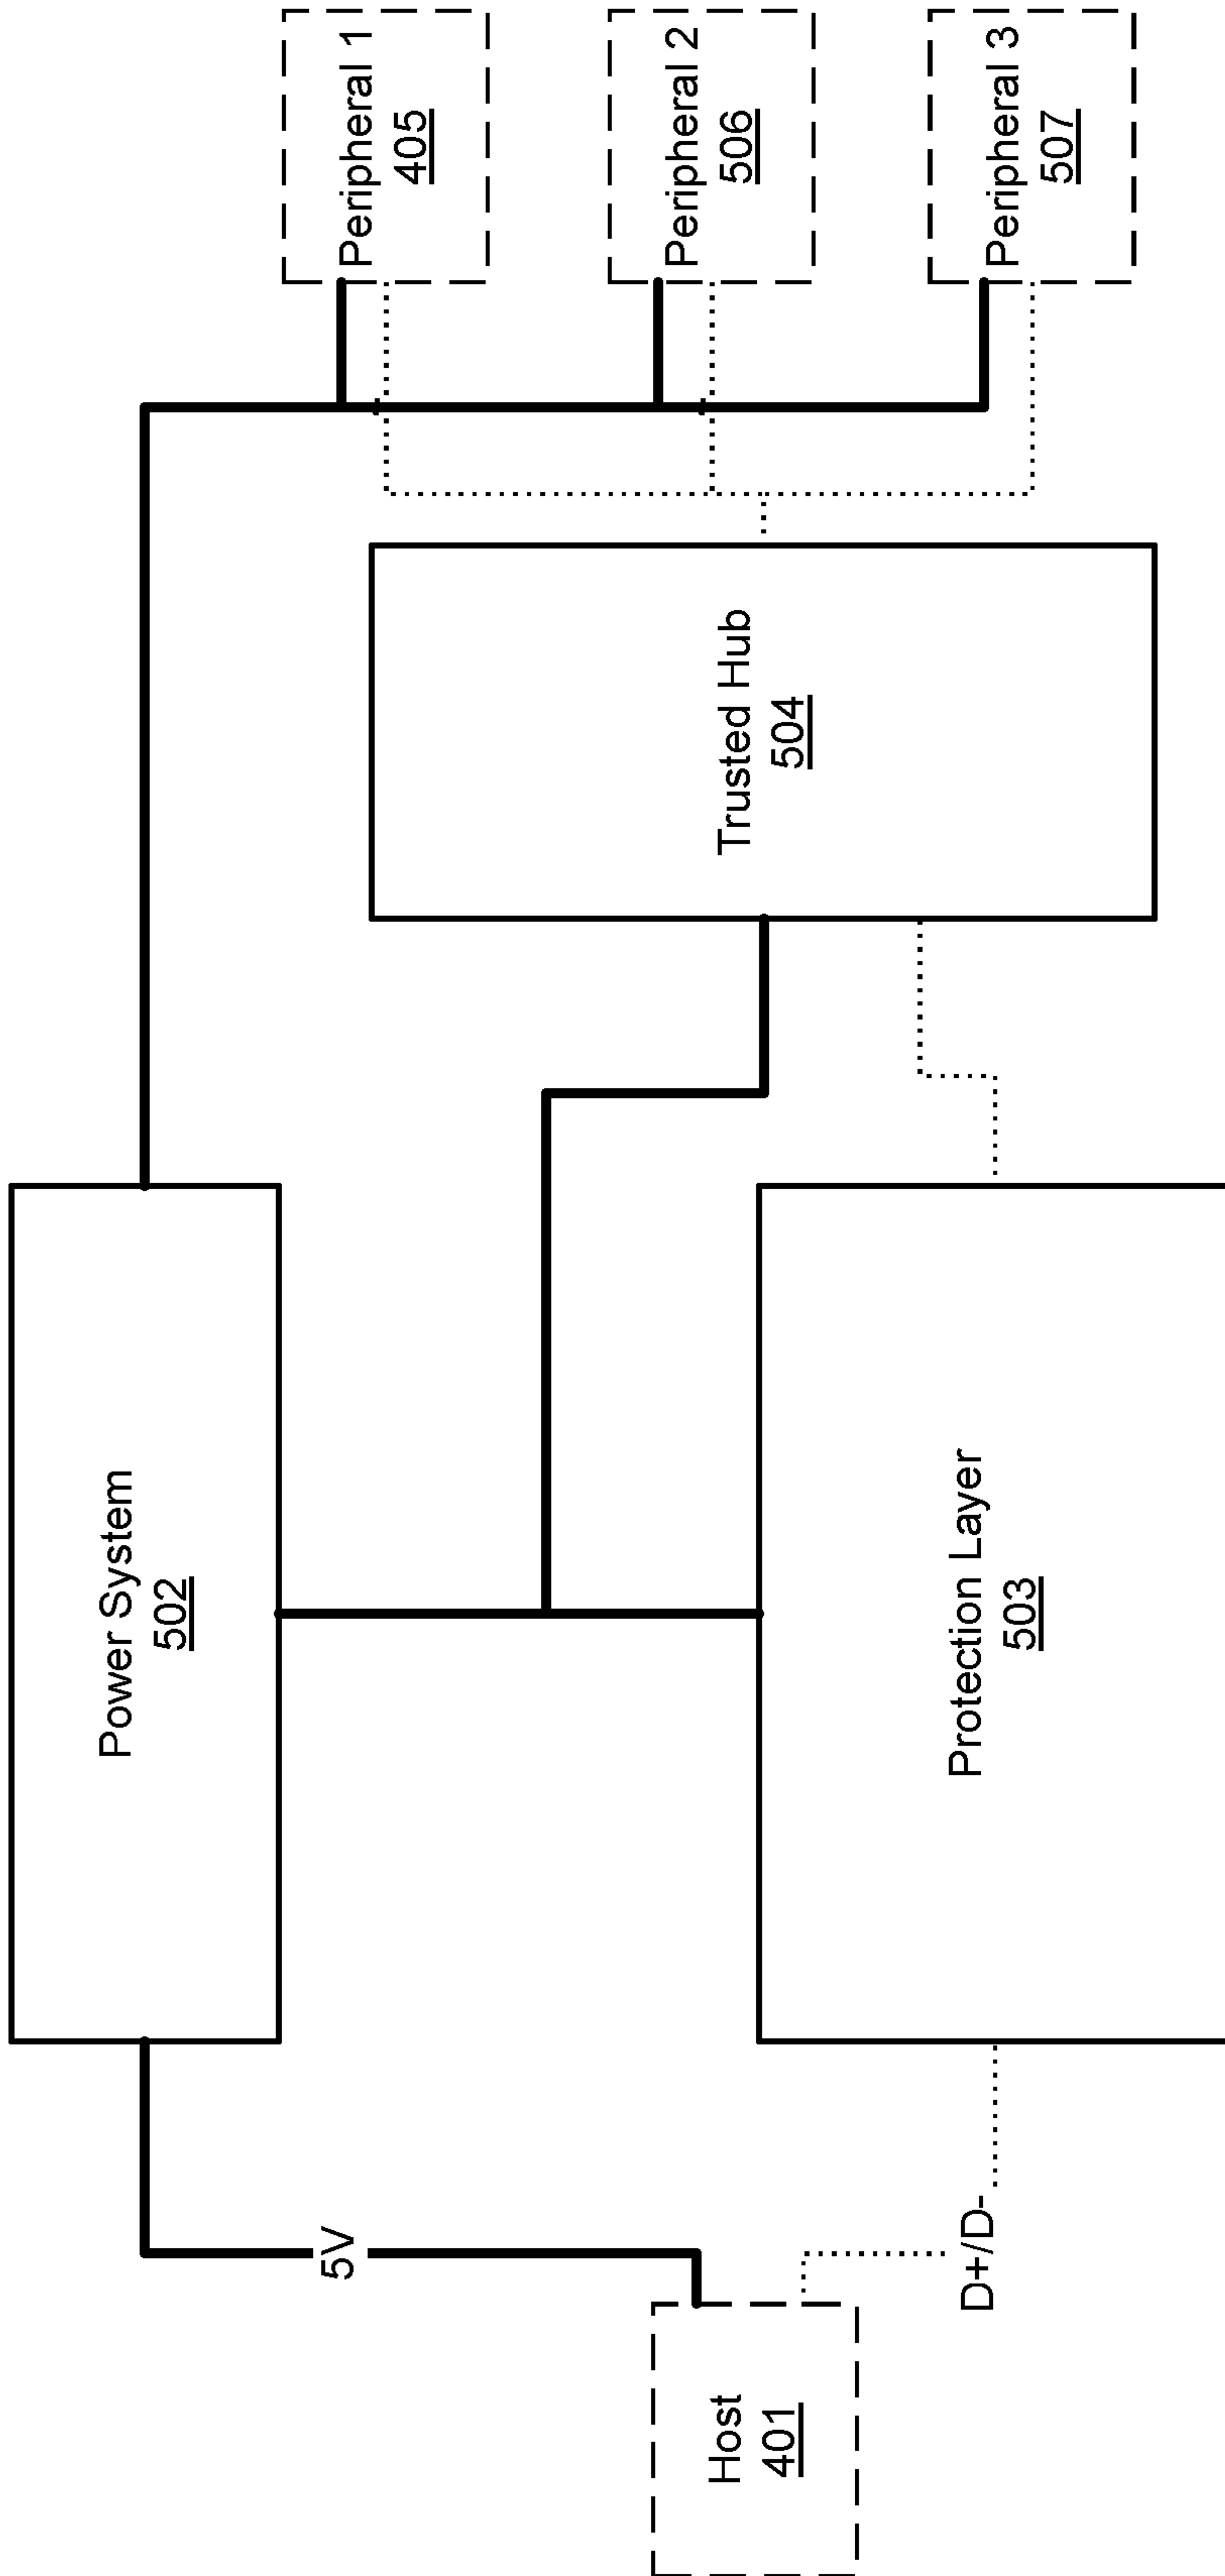 Power System
502
5V
Host
401
D+/D-
Protection Layer
503
Trusted Hub
504
Peripheral 1
405
Peripheral 2
506
Peripheral 3
507